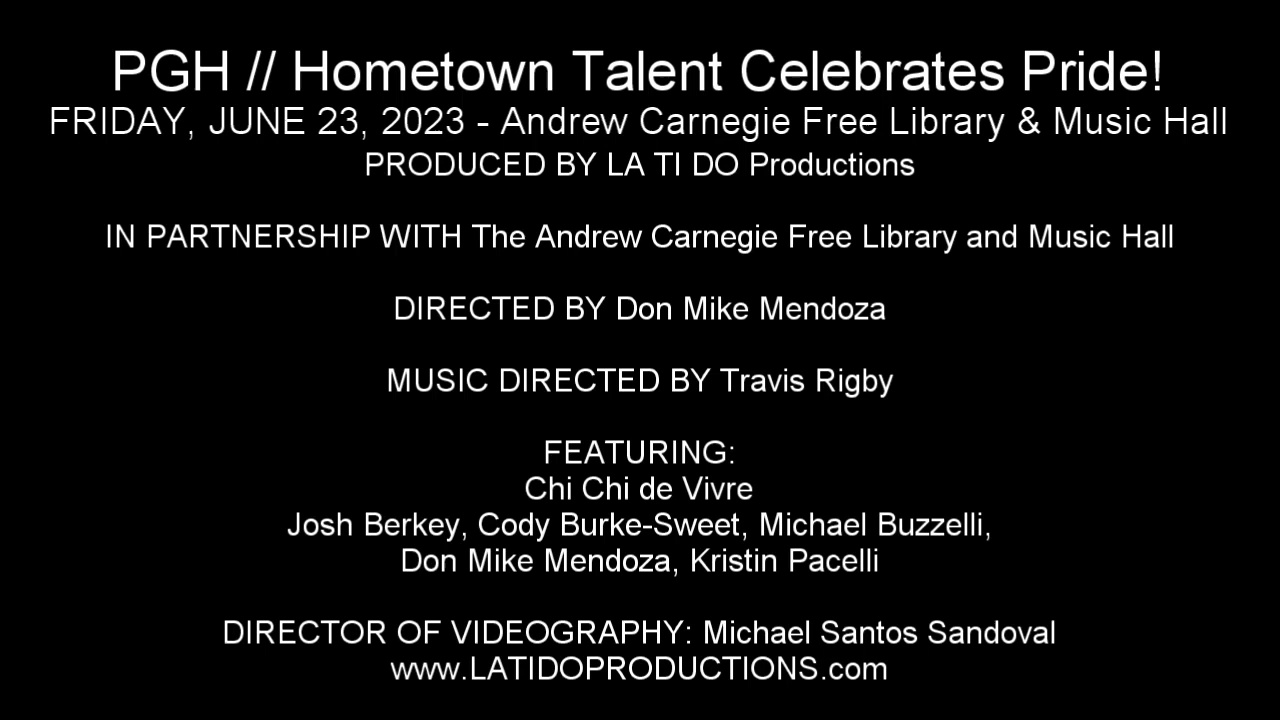 PGH // Hometown Talent Celebrates Pride!
FRIDAY, JUNE 23, 2023 - Andrew Carnegie Free Library & Music Hall
PRODUCED BY LA TI DO Productions
IN PARTNERSHIP WITH The Andrew Carnegie Free Library and Music Hall
DIRECTED BY Don Mike Mendoza
MUSIC DIRECTED BY Travis Rigby
FEATURING:
Chi Chi de Vivre
Josh Berkey, Cody Burke-Sweet, Michael Buzzelli,
Don Mike Mendoza, Kristin Pacelli
DIRECTOR OF VIDEOGRAPHY: Michael Santos Sandoval
www.LATIDOPRODUCTIONS.com